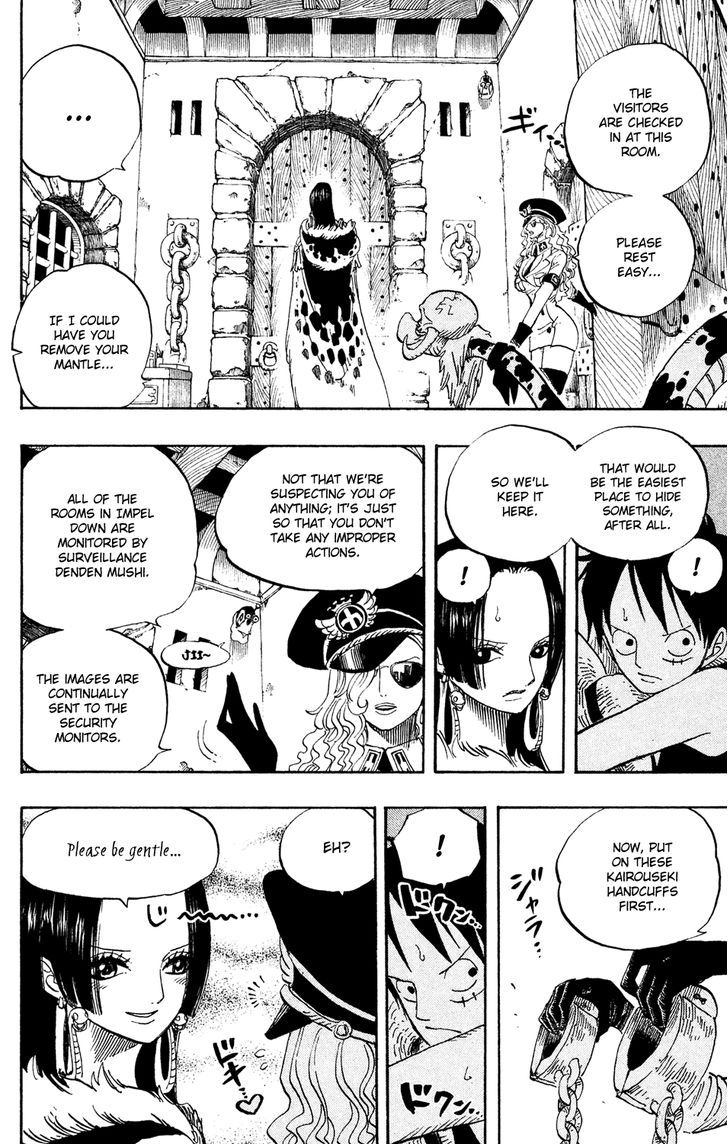 THE
VISITORS
ARE CHECKED
IN AT THIS
ROOM.
ギィ…
PLEASE
REST
EASY...
...
IF I COULD
HAVE YOU
REMOVE YOUR
MANTLE...
THAT WOULD
BE THE EASIEST
PLACE TO HIDE
SOMETHING,
AFTER ALL.
SO WE'LL
KEEP IT
HERE.
!
!
NOT THAT WE'RE
SUSPECTING YOU OF
ANYTHING; IT'S JUST
SO THAT YOU DON'T
TAKE ANY IMPROPER
ACTIONS.
ALL OF THE
ROOMS IN IMPEL
DOWN ARE
MONITORED BY
SURVEILLANCE
DENDEN MUSHI.
THE IMAGES ARE
CONTINUALLY
SENT TO THE
SECURITY
MONITORS.
NOW, PUT
ON THESE
KAIROUSEKI
HANDCUFFS
FIRST...
ジャラ…
!
ドクン…
EH?
Please be gentle...
じ〜〜〜…
ドキ…♡